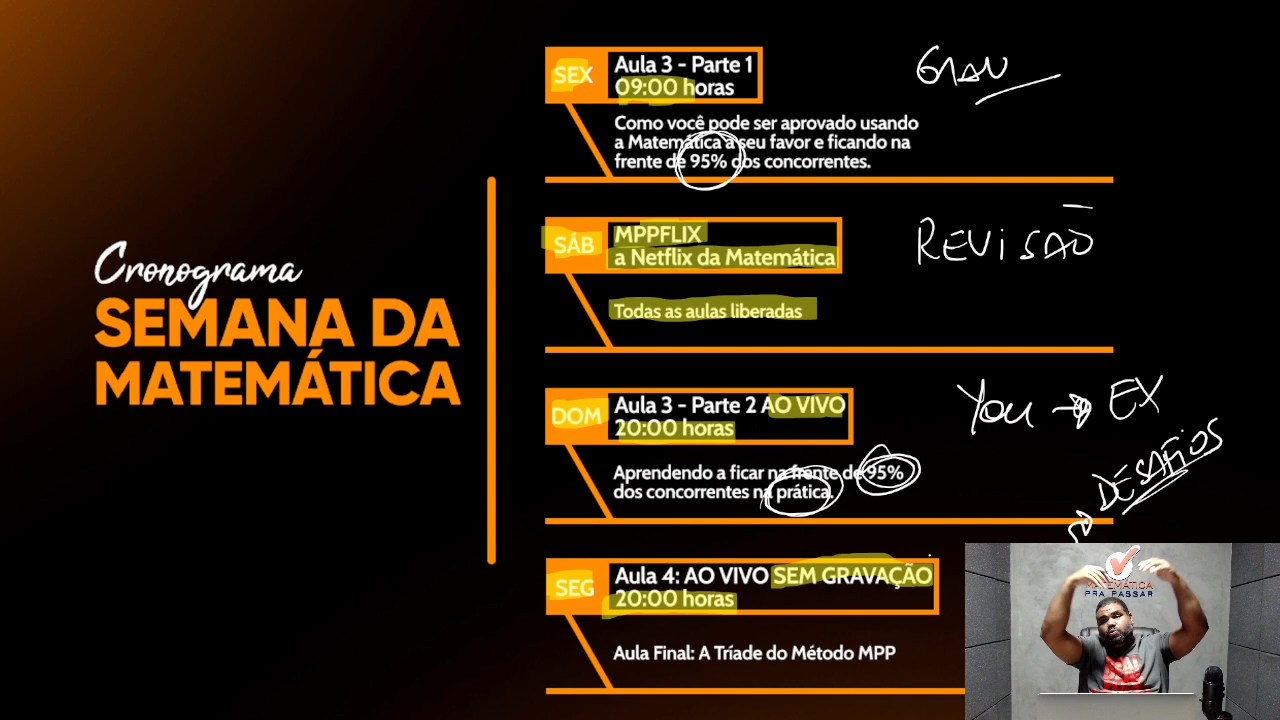 Cronograma
SEMANA DA
MATEMÁTICA
SEX
Aula 3 - Parte 1
09:00 horas
Como você pode ser aprovado usando
a Matemática a seu favor e ficando na
frente de 95% dos concorrentes.
SÁB
MPPFLIX
a Netflix da Matemática
REVISÃO
Todas as aulas liberadas
DOM
Aula 3 - Parte 2 AO VIVO
20:00 horas
You → EX
DESAFIOS
Aprendendo a ficar na frente de 95%
dos concorrentes na prática.
SEG
Aula 4: AO VIVO SEM GRAVAÇÃO
20:00 horas
Aula Final: A Tríade do Método MPP
MATEMÁTICA
PRA PASSAR